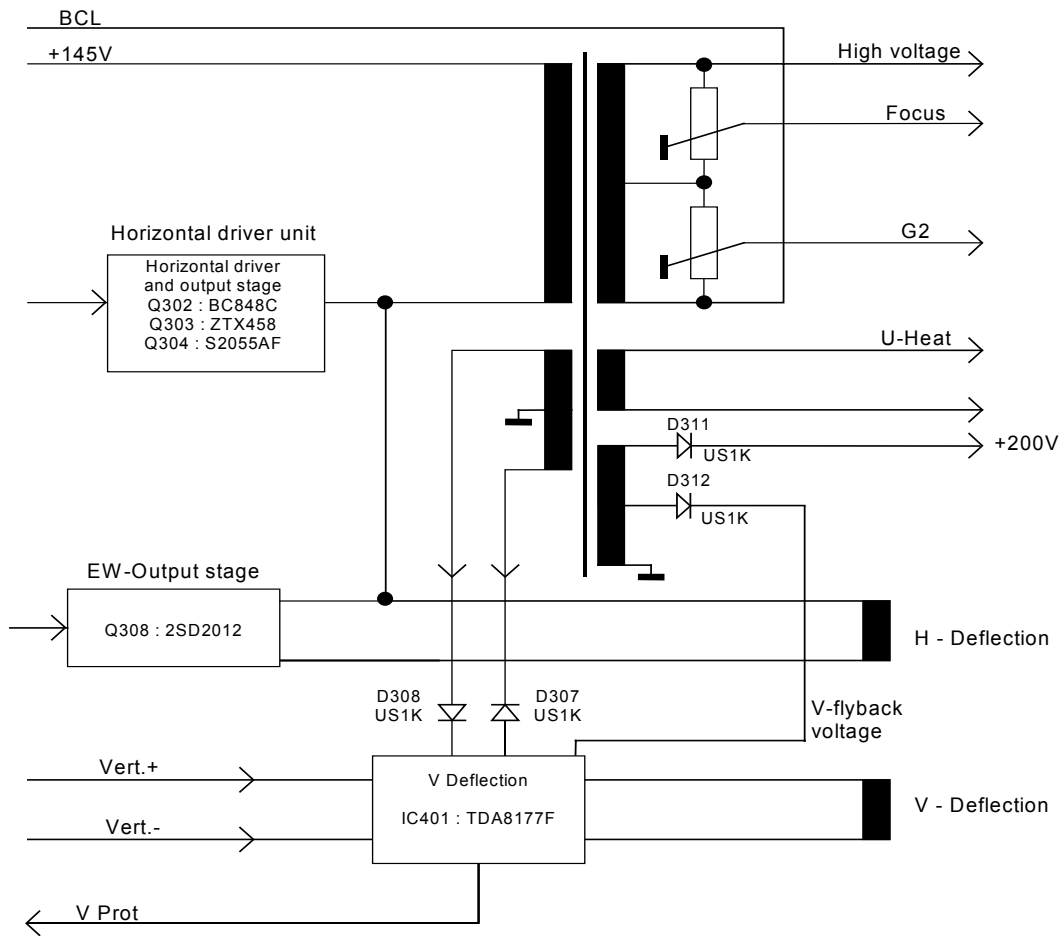 BCL
+145V
High voltage
Focus
G2
Horizontal driver unit
Horizontal driver
and output stage
Q302 : BC848C
Q303 : ZTX458
Q304 : S2055AF
U-Heat
D311
US1K
+200V
D312
US1K
EW-Output stage
Q308 : 2SD2012
H - Deflection
D308
US1K
D307
US1K
V-flyback
voltage
Vert.+
Vert.-
V Deflection
IC401 : TDA8177F
V - Deflection
V Prot